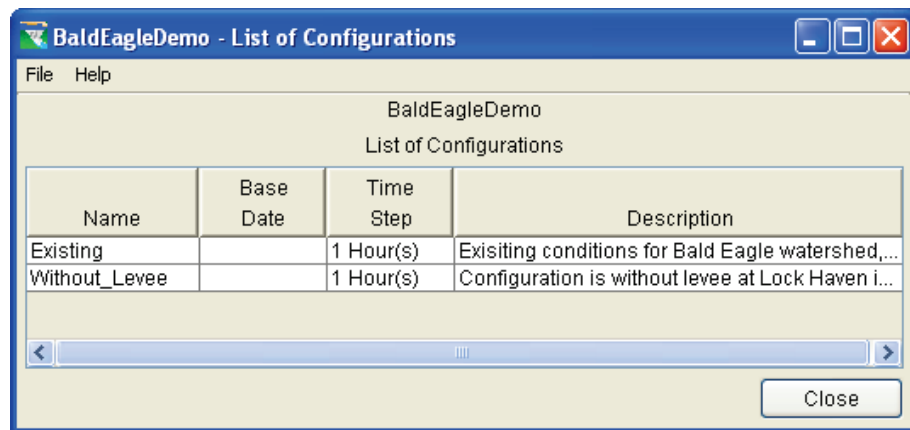 BaldEagleDemo - List of Configurations
File Help
BaldEagleDemo
List of Configurations
Name Base Date Time Step Description
Existing 1 Hour(s) Exisiting conditions for Bald Eagle watershed,...
Without_Levee 1 Hour(s) Configuration is without levee at Lock Haven i...
Close